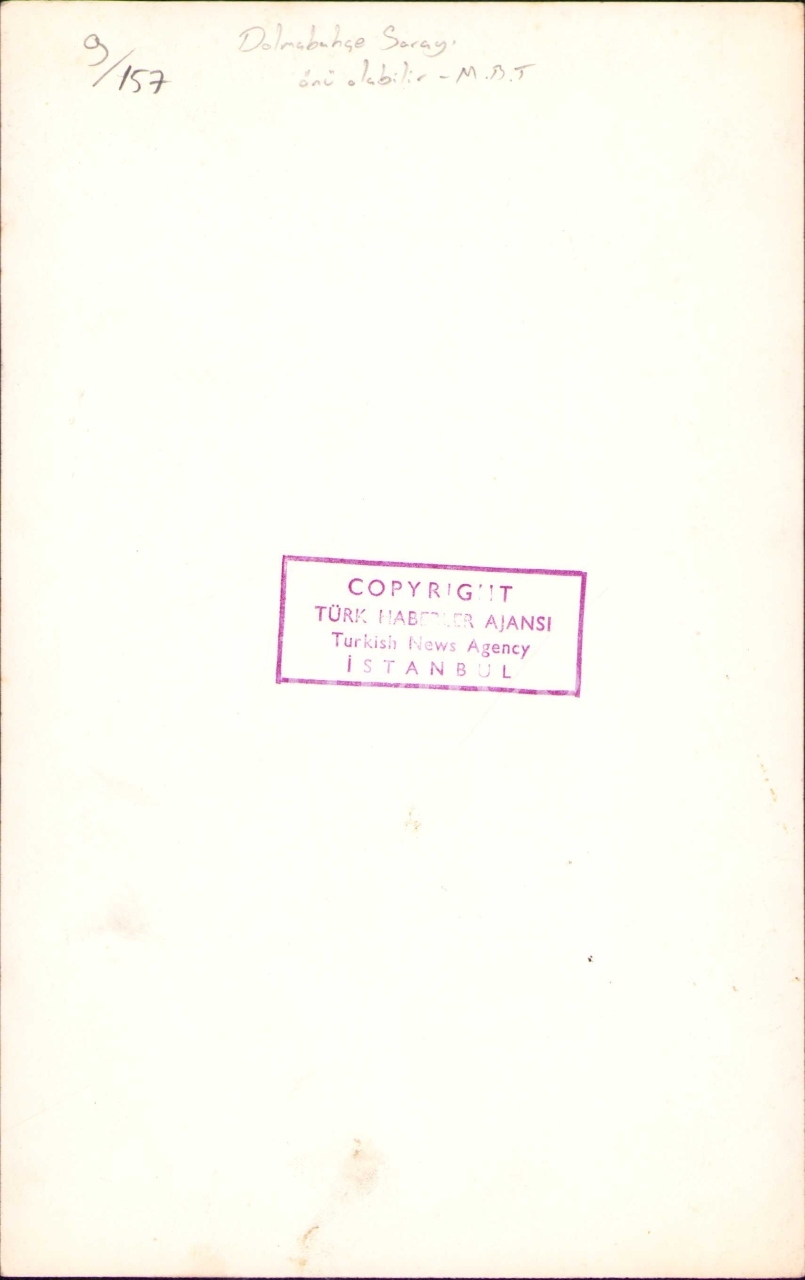 9/157
Dolmabahçe Sarayı
önü olabilir - M.B.T
COPYRIGHT
TÜRK HABERLER AJANSI
Turkish News Agency
İSTANBUL